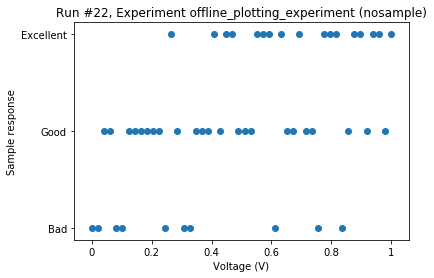 Run #22, Experiment offline_plotting_experiment (nosample)
Excellent
Good
Bad
Sample response
0
0.2
0.4
0.6
0.8
1
Voltage (V)